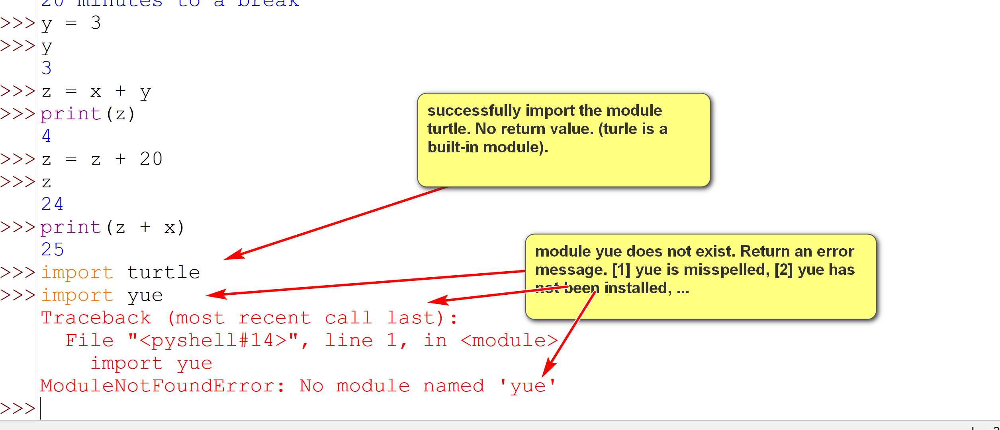 20 minutes to a break
>>> y = 3
>>> y
3
>>> z = x + y
>>> print(z)
4
>>> z = z + 20
>>> z
24
>>> print(z + x)
25
>>> import turtle
>>> import yue
Traceback (most recent call last):
  File "<pyshell#14>", line 1, in <module>
    import yue
ModuleNotFoundError: No module named 'yue'
>>>
successfully import the module
turtle. No return value. (turle is a
built-in module).
module yue does not exist. Return an error
message. [1] yue is misspelled, [2] yue has
not been installed, ...